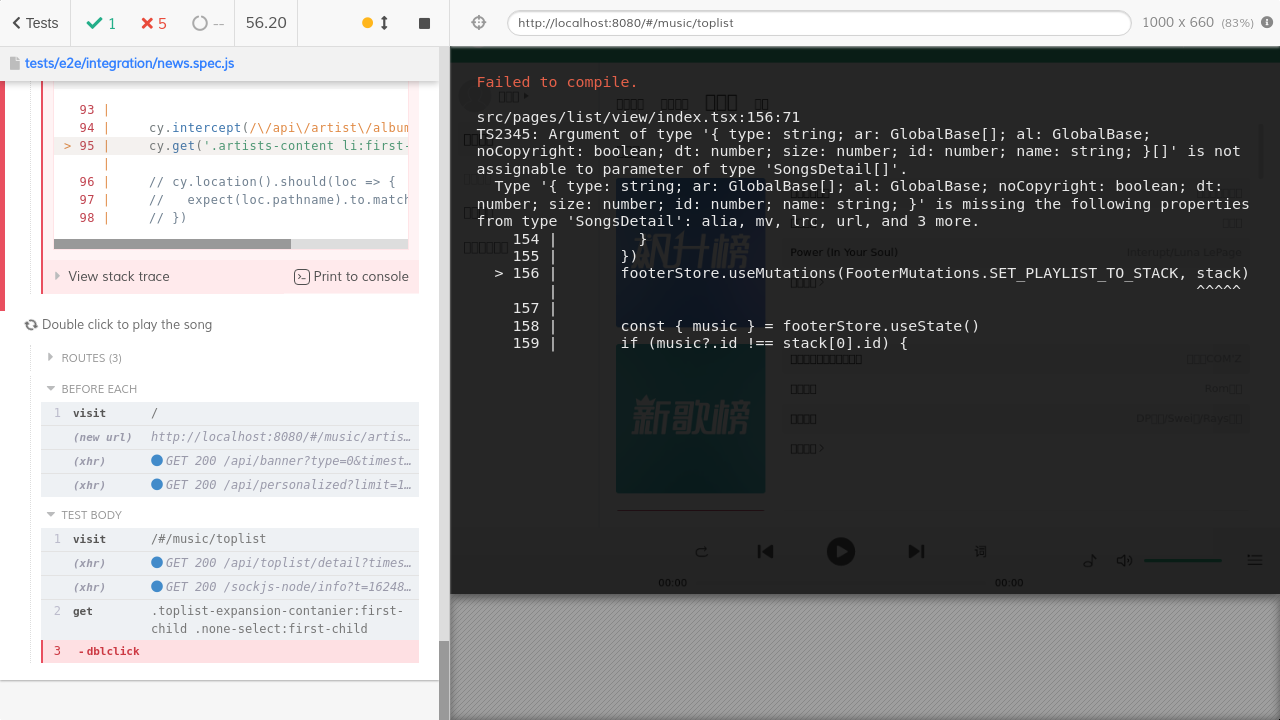 Tests
1
5
--
56.20
http://localhost:8080/#/music/toplist
1000 x 660 (83%)
tests/e2e/integration/news.spec.js
93 |
94 | cy.intercept(/\/api\/artist\/album
> 95 | cy.get('.artists-content li:first-
|
96 | // cy.location().should(loc => {
97 | // expect(loc.pathname).to.match
98 | // })
View stack trace
Print to console
Double click to play the song
ROUTES (3)
BEFORE EACH
1 visit /
(new url) http://localhost:8080/#/music/artis…
(xhr) GET 200 /api/banner?type=0&timest…
(xhr) GET 200 /api/personalized?limit=1…
TEST BODY
1 visit /#/music/toplist
(xhr) GET 200 /api/toplist/detail?times…
(xhr) GET 200 /sockjs-node/info?t=16248…
2 get .toplist-expansion-contanier:first-
child .none-select:first-child
3 -dblclick
Failed to compile.
src/pages/list/view/index.tsx:156:71
TS2345: Argument of type '{ type: string; ar: GlobalBase[]; al: GlobalBase;
noCopyright: boolean; dt: number; size: number; id: number; name: string; }[]' is not
assignable to parameter of type 'SongsDetail[]'.
Type '{ type: string; ar: GlobalBase[]; al: GlobalBase; noCopyright: boolean; dt:
number; size: number; id: number; name: string; }' is missing the following properties
from type 'SongsDetail': alia, mv, lrc, url, and 3 more.
154 | }
155 | })
> 156 | footerStore.useMutations(FooterMutations.SET_PLAYLIST_TO_STACK, stack)
| ^^^^^
157 |
158 | const { music } = footerStore.useState()
159 | if (music?.id !== stack[0].id) {
飙升榜
Power (In Your Soul)
Interupt/Luna LePage
新歌榜
词
00:00
00:00